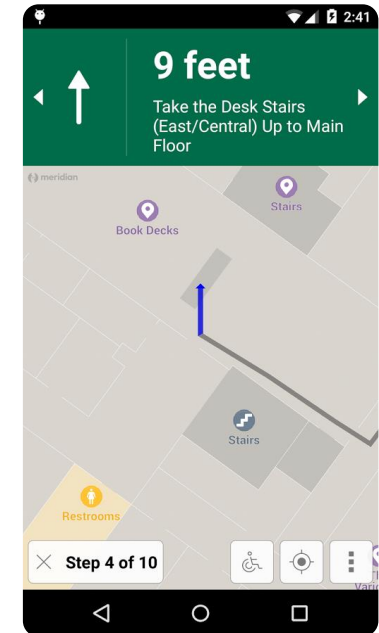 2:41
9 feet
Take the Desk Stairs
(East/Central) Up to Main
Floor
meridian
Stairs
Book Decks
Stairs
Restrooms
Step 4 of 10